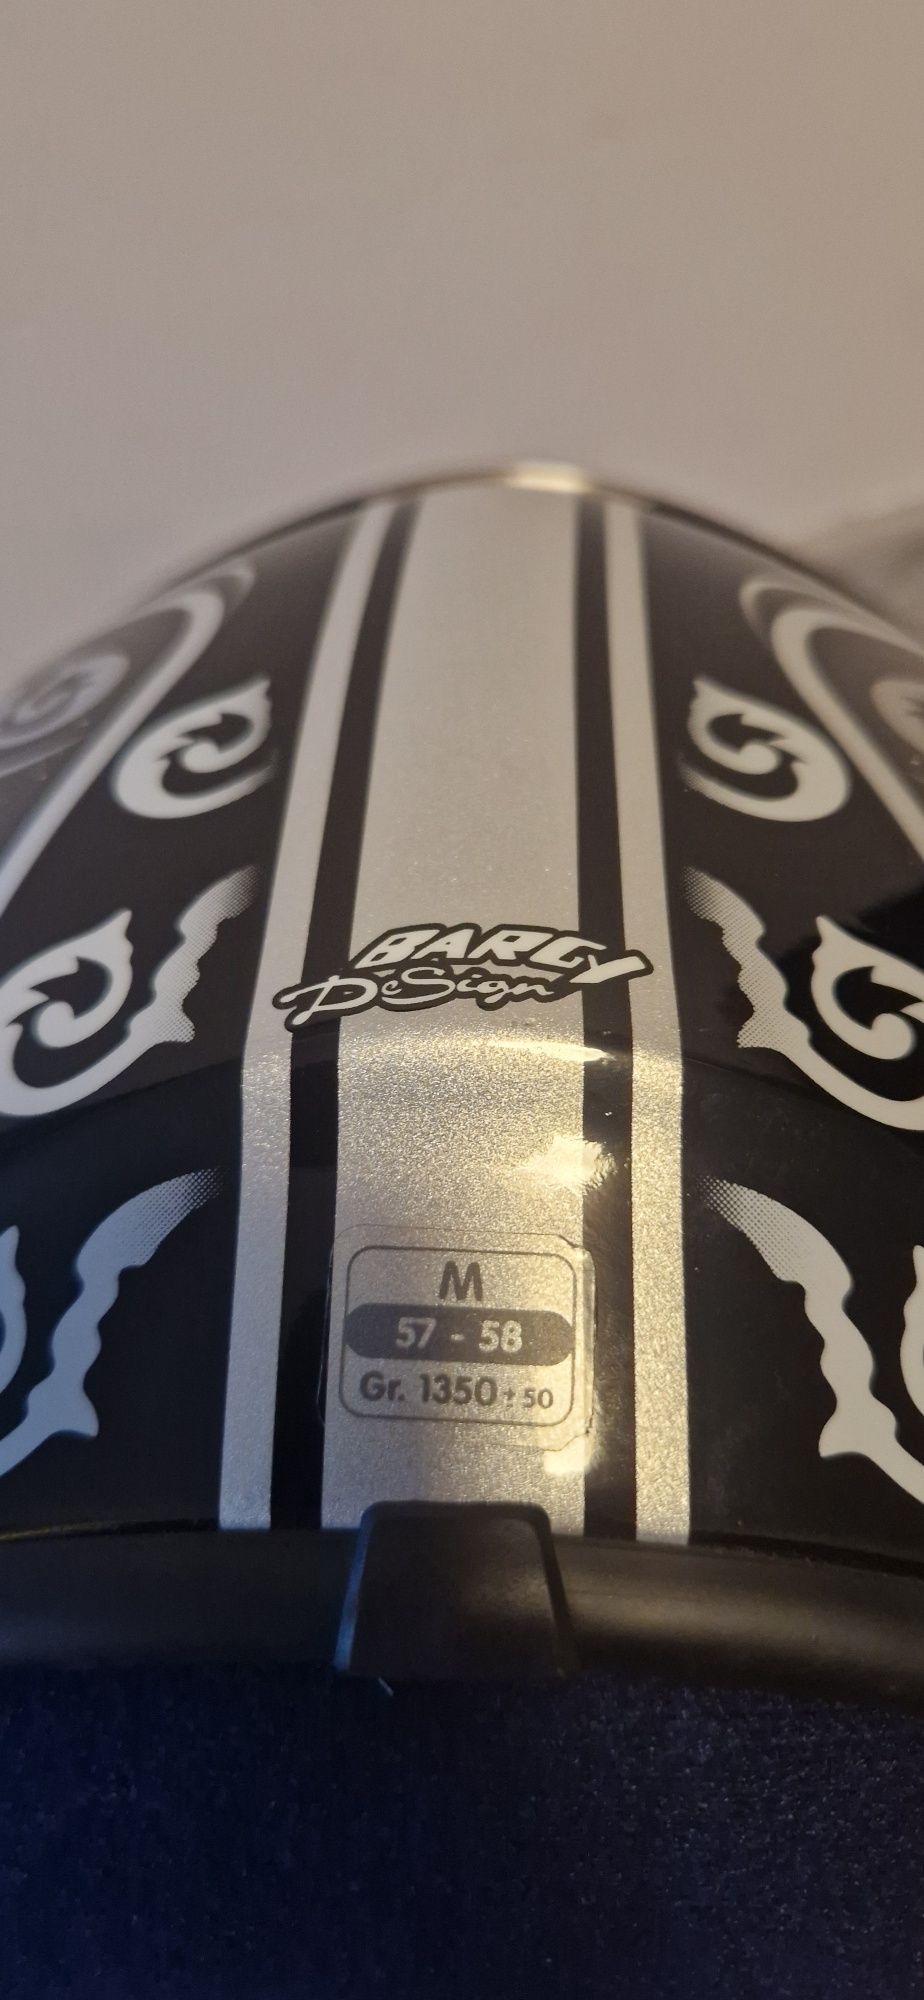 BARGY
DeSign
M
57 - 58
Gr. 1350 ± 50